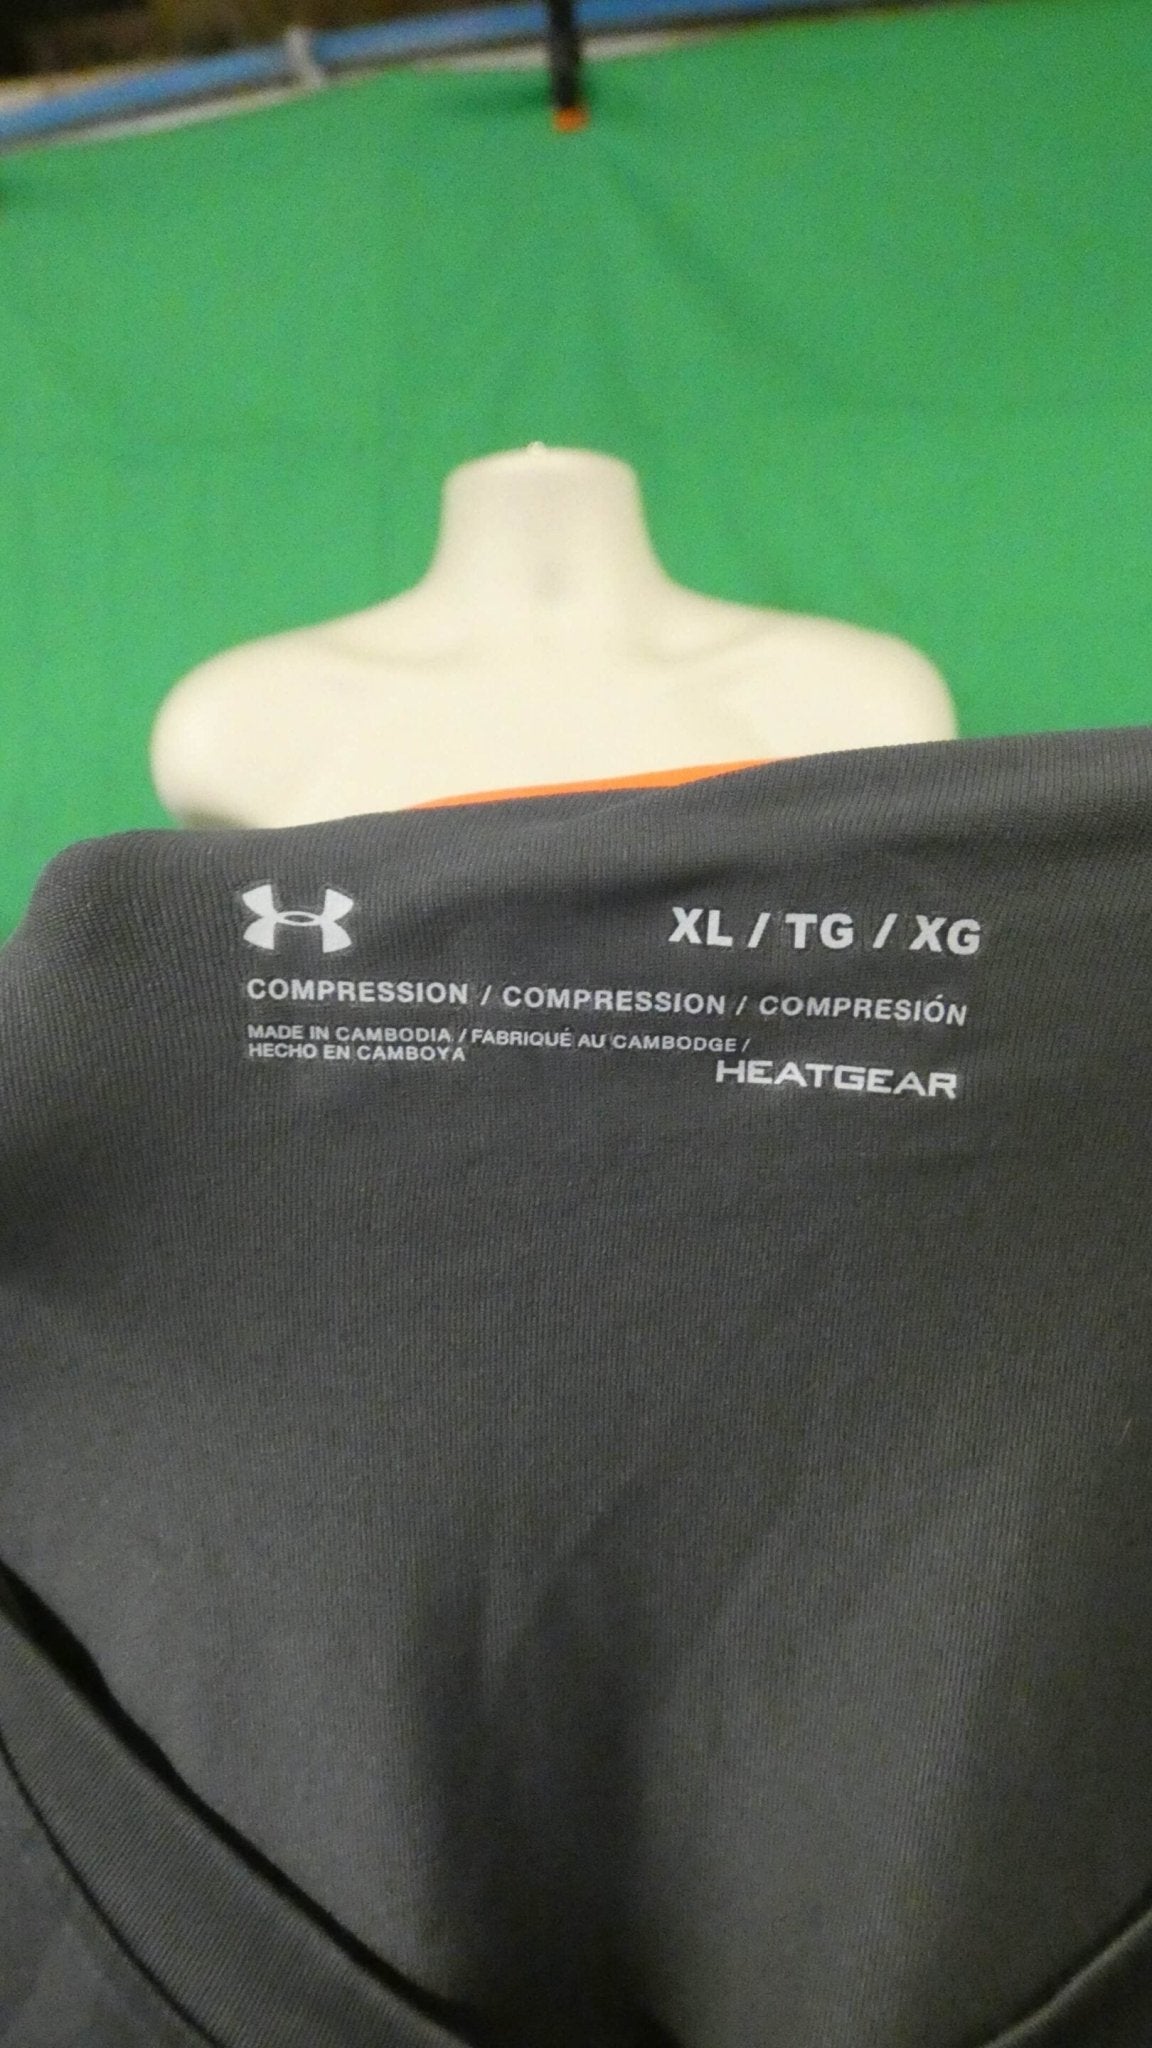 XL / TG / XG
COMPRESSION / COMPRESSION / COMPRESIÓN
MADE IN CAMBODIA / FABRIQUÉ AU CAMBODGE /
HECHO EN CAMBOYA
HEATGEAR